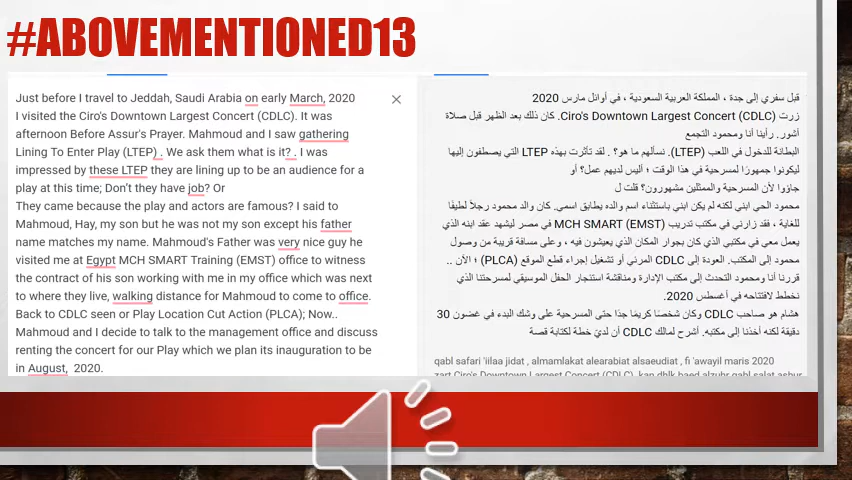 #ABOVEMENTIONED13
Just before I travel to Jeddah, Saudi Arabia on early March, 2020
I visited the Ciro's Downtown Largest Concert (CDLC). It was
afternoon Before Assur's Prayer. Mahmoud and I saw gathering
Lining To Enter Play (LTEP) . We ask them what is it? . I was
impressed by these LTEP they are lining up to be an audience for a
play at this time; Don't they have job? Or
They came because the play and actors are famous? I said to
Mahmoud, Hay, my son but he was not my son except his father
name matches my name. Mahmoud's Father was very nice guy he
visited me at Egypt MCH SMART Training (EMST) office to witness
the contract of his son working with me in my office which was next
to where they live, walking distance for Mahmoud to come to office.
Back to CDLC seen or Play Location Cut Action (PLCA); Now..
Mahmoud and I decide to talk to the management office and discuss
renting the concert for our Play which we plan its inauguration to be
in August, 2020.
قبل سفري إلى جدة ، المملكة العربية السعودية ، في أوائل مارس 2020
زرت Ciro's Downtown Largest Concert (CDLC). كان ذلك بعد الظهر قبل صلاة
أشور. رأينا أنا ومحمود التجمع
البطانة للدخول في اللعب (LTEP). نسألهم ما هو؟ . لقد تأثرت بهذه LTEP التي يصطفون إليها
ليكونوا جمهورًا لمسرحية في هذا الوقت ؛ أليس لديهم عمل؟ أو
جاؤوا لأن المسرحية والممثلين مشهورون؟ قلت ل
محمود الحي ابني لكنه لم يكن ابني باستثناء اسم والده يطابق اسمي. كان والد محمود رجلاً لطيفًا
للغاية ، فقد زارني في مكتب تدريب MCH SMART (EMST) في مصر ليشهد عقد ابنه الذي
يعمل معي في مكتبي الذي كان بجوار المكان الذي يعيشون فيه ، وعلى مسافة قريبة من وصول
محمود إلى المكتب. العودة إلى CDLC المرئي أو تشغيل إجراء قطع الموقع (PLCA) ؛ الآن ..
قررنا أنا ومحمود التحدث إلى مكتب الإدارة ومناقشة استئجار الحفل الموسيقي لمسرحيتنا الذي
نخطط لافتتاحه في أغسطس 2020.
هشام هو صاحب CDLC وكان شخصًا كريمًا جدًا حتى المسرحية على وشك البدء في غضون 30
دقيقة لكنه أخذنا إلى مكتبه. أشرح لمالك CDLC أن لديّ خطة لكتابة قصة
qabl safari 'iilaa jidat , almamlakat alearabiat alsaeudiat , fi 'awayil maris 2020
zart Ciro's Downtown Largest Concert (CDLC). kan dhlk baed alzuhr qabl salat ashur